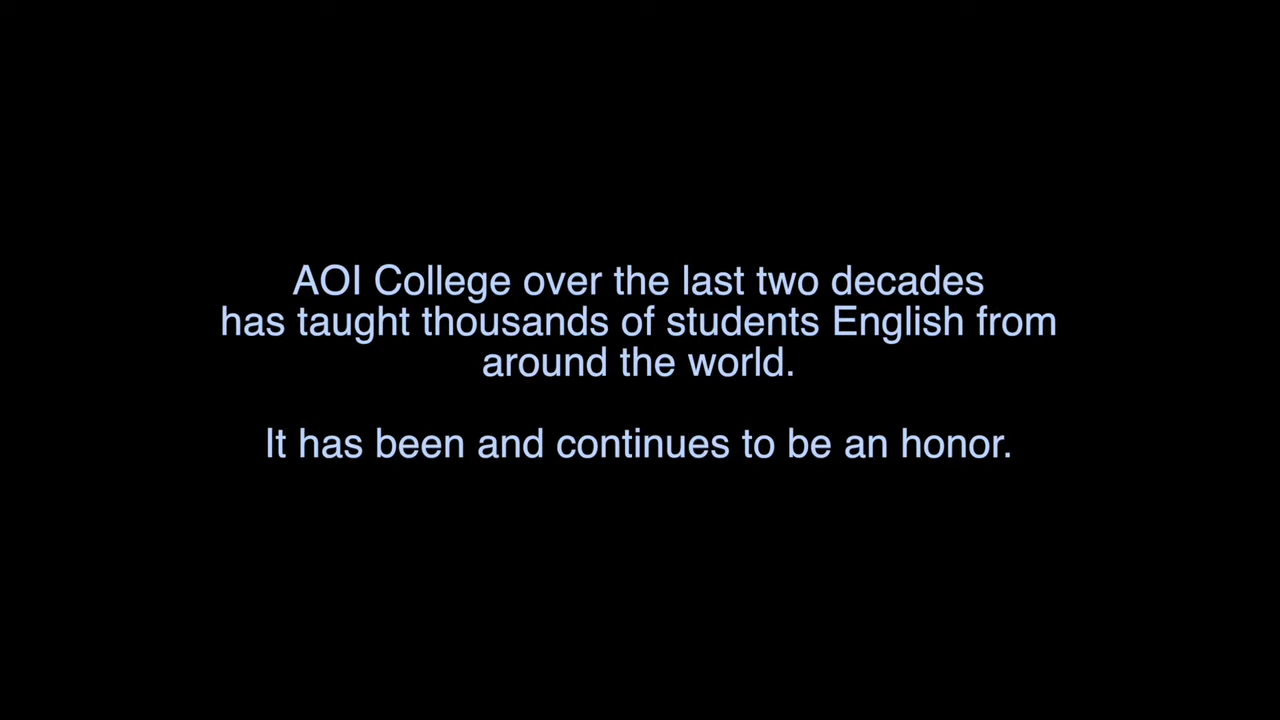 AOI College over the last two decades
has taught thousands of students English from
around the world.
It has been and continues to be an honor.